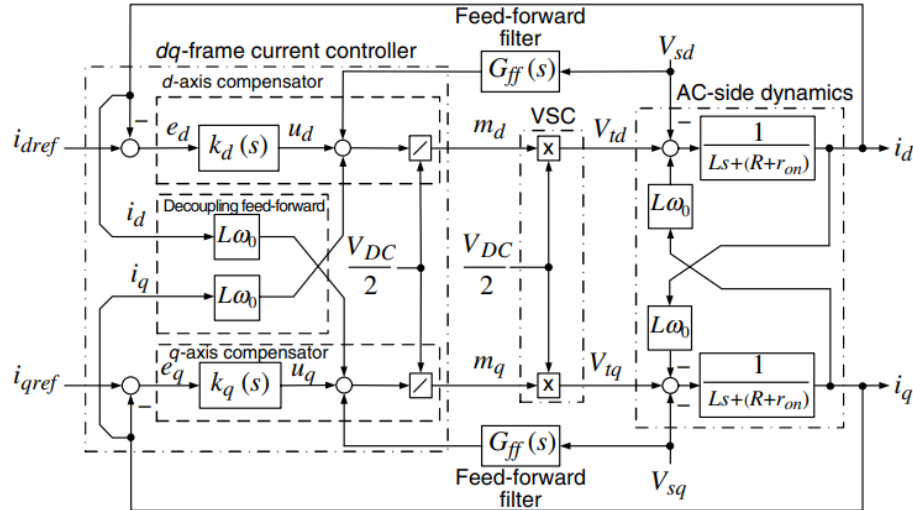 Feed-forward
filter
dq-frame current controller
V_sd
d-axis compensator
G_ff(s)
AC-side dynamics
VSC
i_dref
e_d
k_d(s)
u_d
m_d
V_td
1
Ls+(R+r_on)
i_d
Decoupling feed-forward
i_d
Lω_0
Lω_0
V_DC
2
V_DC
2
i_q
Lω_0
Lω_0
q-axis compensator
i_qref
e_q
k_q(s)
u_q
m_q
V_tq
1
Ls+(R+r_on)
i_q
G_ff(s)
V_sq
Feed-forward
filter